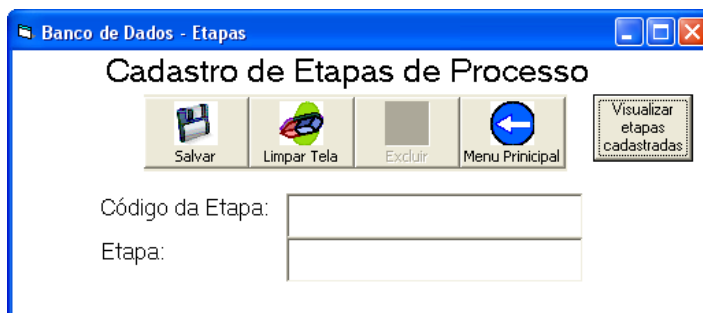 Banco de Dados - Etapas
Cadastro de Etapas de Processo
Salvar
Limpar Tela
Excluir
Menu Prinicipal
Visualizar
etapas
cadastradas
Código da Etapa:
Etapa: